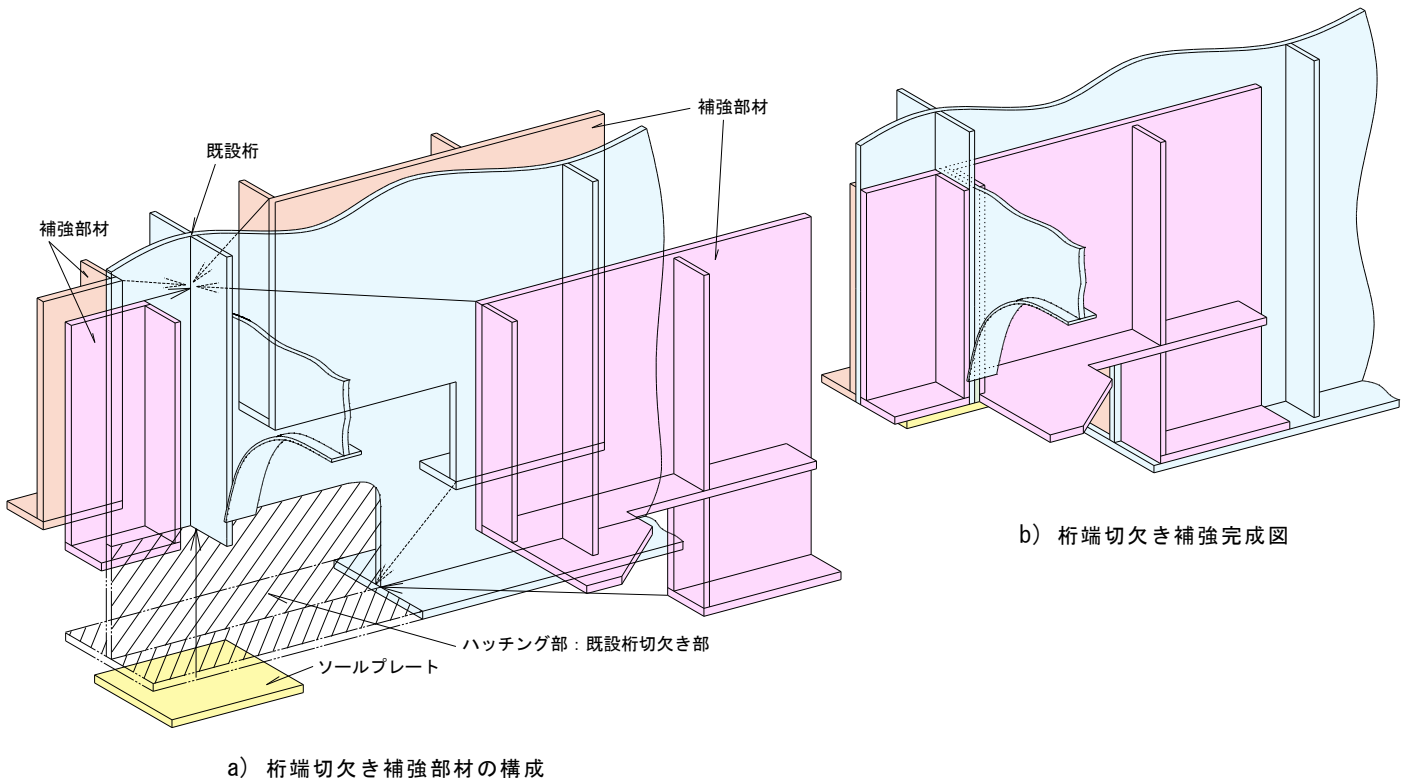 補強部材
既設桁
補強部材
b) 桁端切欠き補強完成図
ハッチング部：既設桁切欠き部
ソールプレート
a) 桁端切欠き補強部材の構成